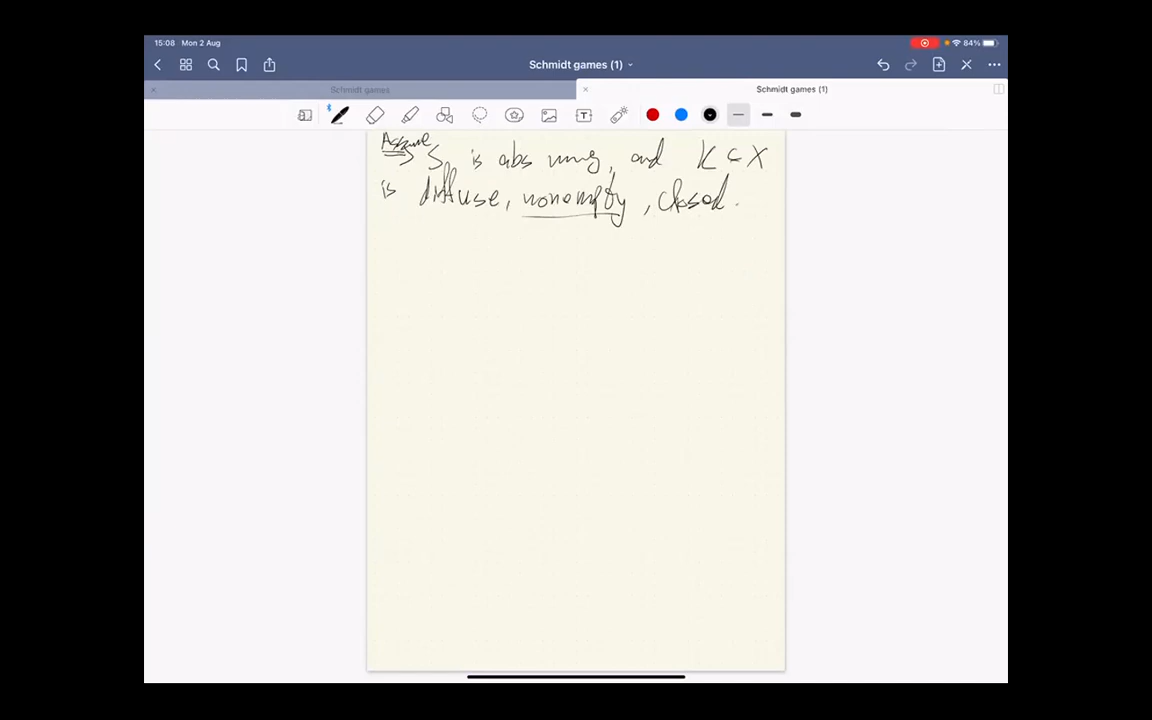 15:08 Mon 2 Aug
84%
Schmidt games (1)
Schmidt games
Schmidt games (1)
T
Assume
S is abs winning, and K ⊂ X
is diffuse, nonempty, closed.